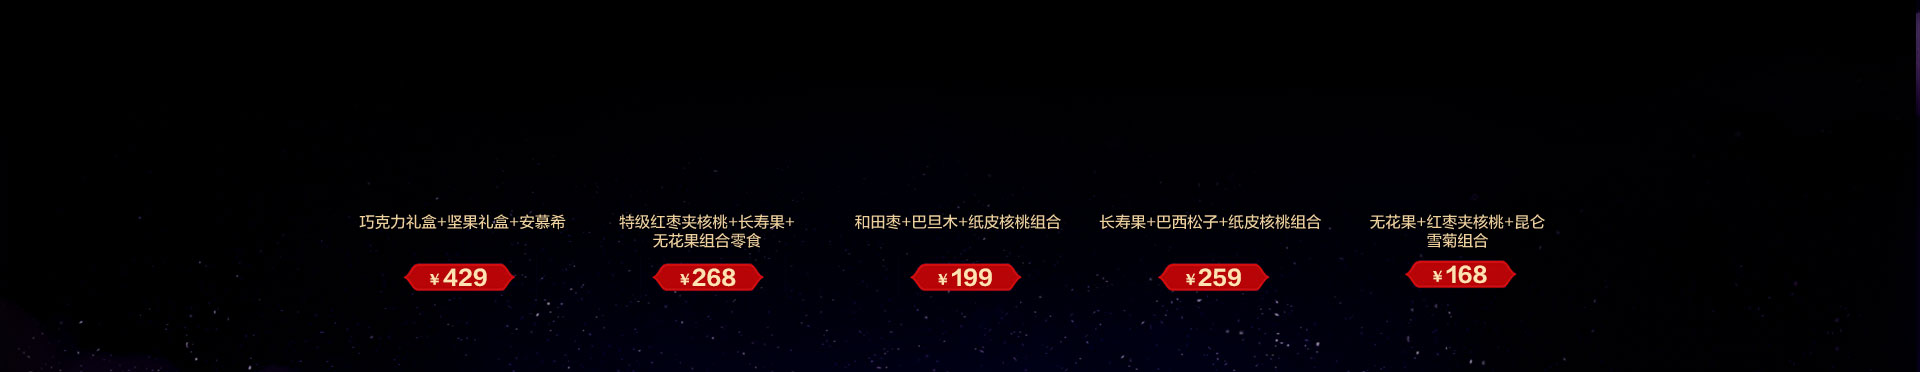 巧克力礼盒+坚果礼盒+安慕希
¥429
特级红枣夹核桃+长寿果+
无花果组合零食
¥268
和田枣+巴旦木+纸皮核桃组合
¥199
长寿果+巴西松子+纸皮核桃组合
¥259
无花果+红枣夹核桃+昆仑
雪菊组合
¥168